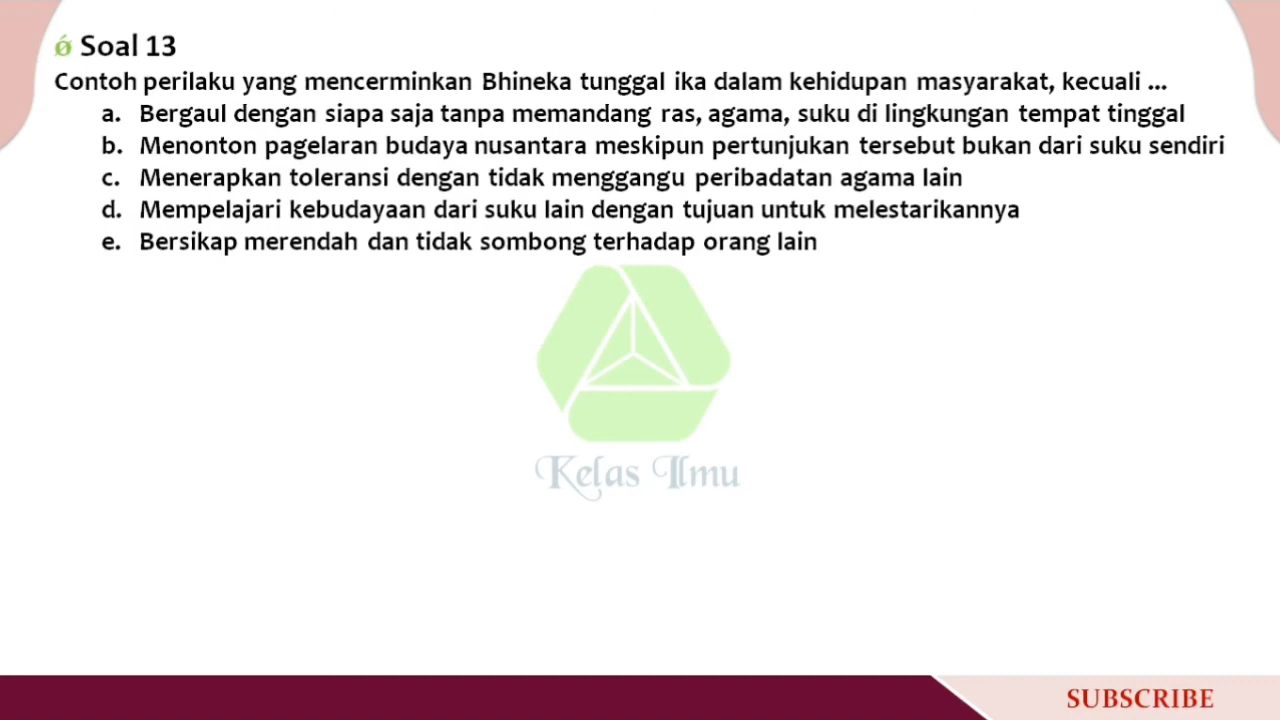 Soal 13
Contoh perilaku yang mencerminkan Bhineka tunggal ika dalam kehidupan masyarakat, kecuali ...
a. Bergaul dengan siapa saja tanpa memandang ras, agama, suku di lingkungan tempat tinggal
b. Menonton pagelaran budaya nusantara meskipun pertunjukan tersebut bukan dari suku sendiri
c. Menerapkan toleransi dengan tidak menggangu peribadatan agama lain
d. Mempelajari kebudayaan dari suku lain dengan tujuan untuk melestarikannya
e. Bersikap merendah dan tidak sombong terhadap orang lain
Kelas Ilmu
SUBSCRIBE